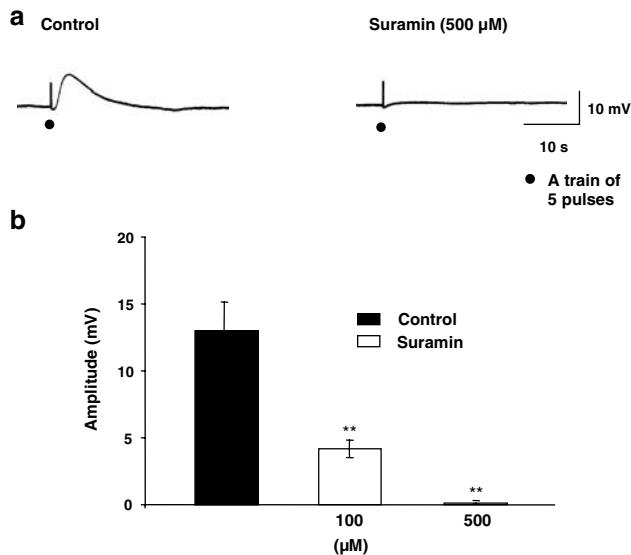 a
Control
Suramin (500 µM)
10 mV
10 s
● A train of
5 pulses
b
20
15
10
5
0
Amplitude (mV)
Control
Suramin
**
**
100
500
(µM)